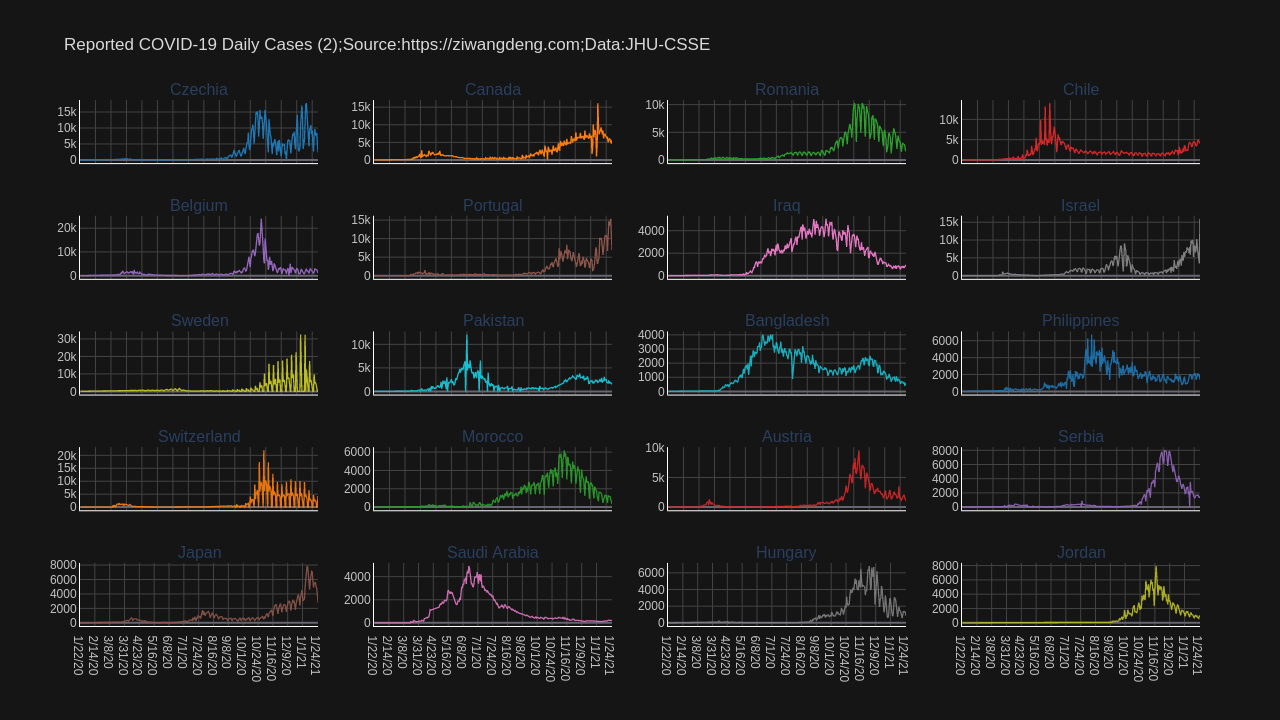 Reported COVID-19 Daily Cases (2);Source:https://ziwangdeng.com;Data:JHU-CSSE
Czechia
15k
10k
5k
0
Canada
15k
10k
5k
0
Romania
10k
5k
0
Chile
10k
5k
0
Belgium
20k
10k
0
Portugal
15k
10k
5k
0
Iraq
4000
2000
0
Israel
15k
10k
5k
0
Sweden
30k
20k
10k
0
Pakistan
10k
5k
0
Bangladesh
4000
3000
2000
1000
0
Philippines
6000
4000
2000
0
Switzerland
20k
15k
10k
5k
0
Morocco
6000
4000
2000
0
Austria
10k
5k
0
Serbia
8000
6000
4000
2000
0
Japan
8000
6000
4000
2000
0
Saudi Arabia
4000
2000
0
Hungary
6000
4000
2000
0
Jordan
8000
6000
4000
2000
0
1/22/20 2/14/20 3/8/20 3/31/20 4/23/20 5/16/20 6/8/20 7/1/20 7/24/20 8/16/20 9/8/20 10/1/20 10/24/20 11/16/20 12/9/20 1/1/21 1/24/21
1/22/20 2/14/20 3/8/20 3/31/20 4/23/20 5/16/20 6/8/20 7/1/20 7/24/20 8/16/20 9/8/20 10/1/20 10/24/20 11/16/20 12/9/20 1/1/21 1/24/21
1/22/20 2/14/20 3/8/20 3/31/20 4/23/20 5/16/20 6/8/20 7/1/20 7/24/20 8/16/20 9/8/20 10/1/20 10/24/20 11/16/20 12/9/20 1/1/21 1/24/21
1/22/20 2/14/20 3/8/20 3/31/20 4/23/20 5/16/20 6/8/20 7/1/20 7/24/20 8/16/20 9/8/20 10/1/20 10/24/20 11/16/20 12/9/20 1/1/21 1/24/21